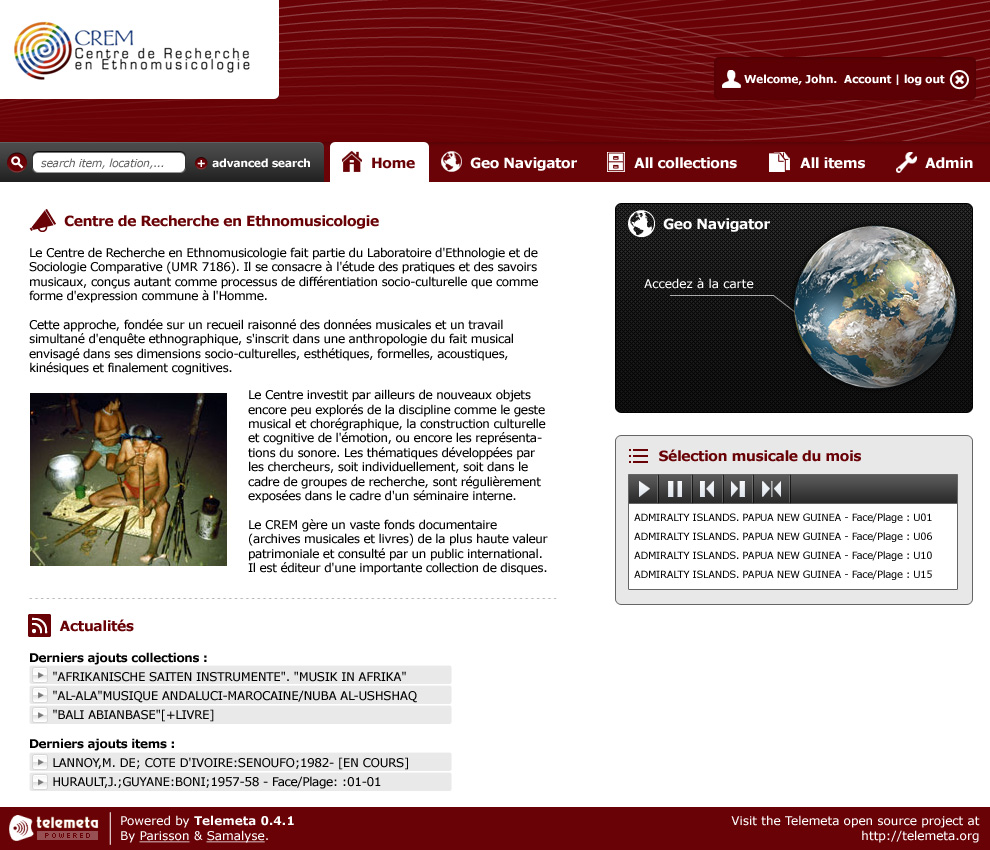 CREM
Centre de Recherche
en Ethnomusicologie
Welcome, John. Account | log out
search item, location,...
advanced search
Home
Geo Navigator
All collections
All items
Admin
Centre de Recherche en Ethnomusicologie
Le Centre de Recherche en Ethnomusicologie fait partie du Laboratoire d'Ethnologie et de
Sociologie Comparative (UMR 7186). Il se consacre à l'étude des pratiques et des savoirs
musicaux, conçus autant comme processus de différentiation socio-culturelle que comme
forme d'expression commune à l'Homme.
Cette approche, fondée sur un recueil raisonné des données musicales et un travail
simultané d'enquête ethnographique, s'inscrit dans une anthropologie du fait musical
envisagé dans ses dimensions socio-culturelles, esthétiques, formelles, acoustiques,
kinésiques et finalement cognitives.
Le Centre investit par ailleurs de nouveaux objets
encore peu explorés de la discipline comme le geste
musical et chorégraphique, la construction culturelle
et cognitive de l'émotion, ou encore les représenta-
tions du sonore. Les thématiques développées par
les chercheurs, soit individuellement, soit dans le
cadre de groupes de recherche, sont régulièrement
exposées dans le cadre d'un séminaire interne.
Le CREM gère un vaste fonds documentaire
(archives musicales et livres) de la plus haute valeur
patrimoniale et consulté par un public international.
Il est éditeur d'une importante collection de disques.
Actualités
Derniers ajouts collections :
"AFRIKANISCHE SAITEN INSTRUMENTE". "MUSIK IN AFRIKA"
"AL-ALA"MUSIQUE ANDALUCI-MAROCAINE/NUBA AL-USHSHAQ
"BALI ABIANBASE"[+LIVRE]
Derniers ajouts items :
LANNOY,M. DE; COTE D'IVOIRE:SENOUFO;1982- [EN COURS]
HURAULT,J.;GUYANE:BONI;1957-58 - Face/Plage: :01-01
Geo Navigator
Accedez à la carte
Sélection musicale du mois
ADMIRALTY ISLANDS. PAPUA NEW GUINEA - Face/Plage : U01
ADMIRALTY ISLANDS. PAPUA NEW GUINEA - Face/Plage : U06
ADMIRALTY ISLANDS. PAPUA NEW GUINEA - Face/Plage : U10
ADMIRALTY ISLANDS. PAPUA NEW GUINEA - Face/Plage : U15
telemeta
POWERED
Powered by Telemeta 0.4.1
By Parisson & Samalyse.
Visit the Telemeta open source project at
http://telemeta.org